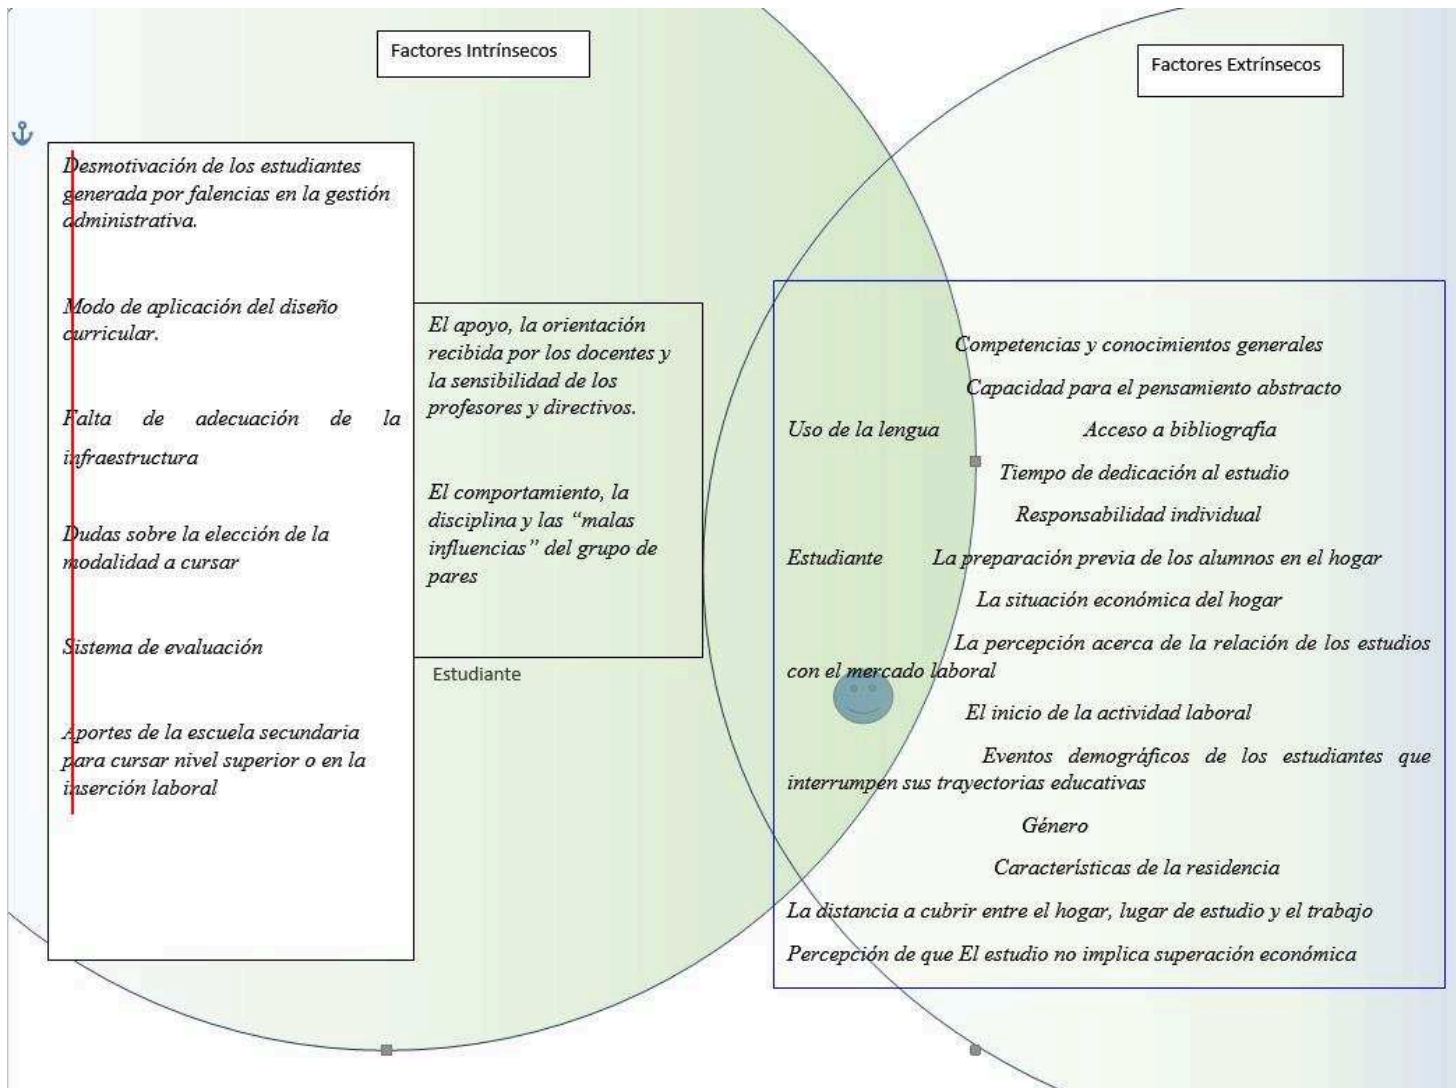 Factores Intrínsecos
Factores Extrínsecos
Desmotivación de los estudiantes
generada por falencias en la gestión
administrativa.
Modo de aplicación del diseño
curricular.
Falta de adecuación de la
infraestructura
Dudas sobre la elección de la
modalidad a cursar
Sistema de evaluación
Aportes de la escuela secundaria
para cursar nivel superior o en la
inserción laboral
El apoyo, la orientación
recibida por los docentes y
la sensibilidad de los
profesores y directivos.
El comportamiento, la
disciplina y las “malas
influencias” del grupo de
pares
Estudiante
Competencias y conocimientos generales
Capacidad para el pensamiento abstracto
Uso de la lengua Acceso a bibliografía
Tiempo de dedicación al estudio
Responsabilidad individual
Estudiante La preparación previa de los alumnos en el hogar
La situación económica del hogar
La percepción acerca de la relación de los estudios
con el mercado laboral
El inicio de la actividad laboral
Eventos demográficos de los estudiantes que
interrumpen sus trayectorias educativas
Género
Características de la residencia
La distancia a cubrir entre el hogar, lugar de estudio y el trabajo
Percepción de que El estudio no implica superación económica